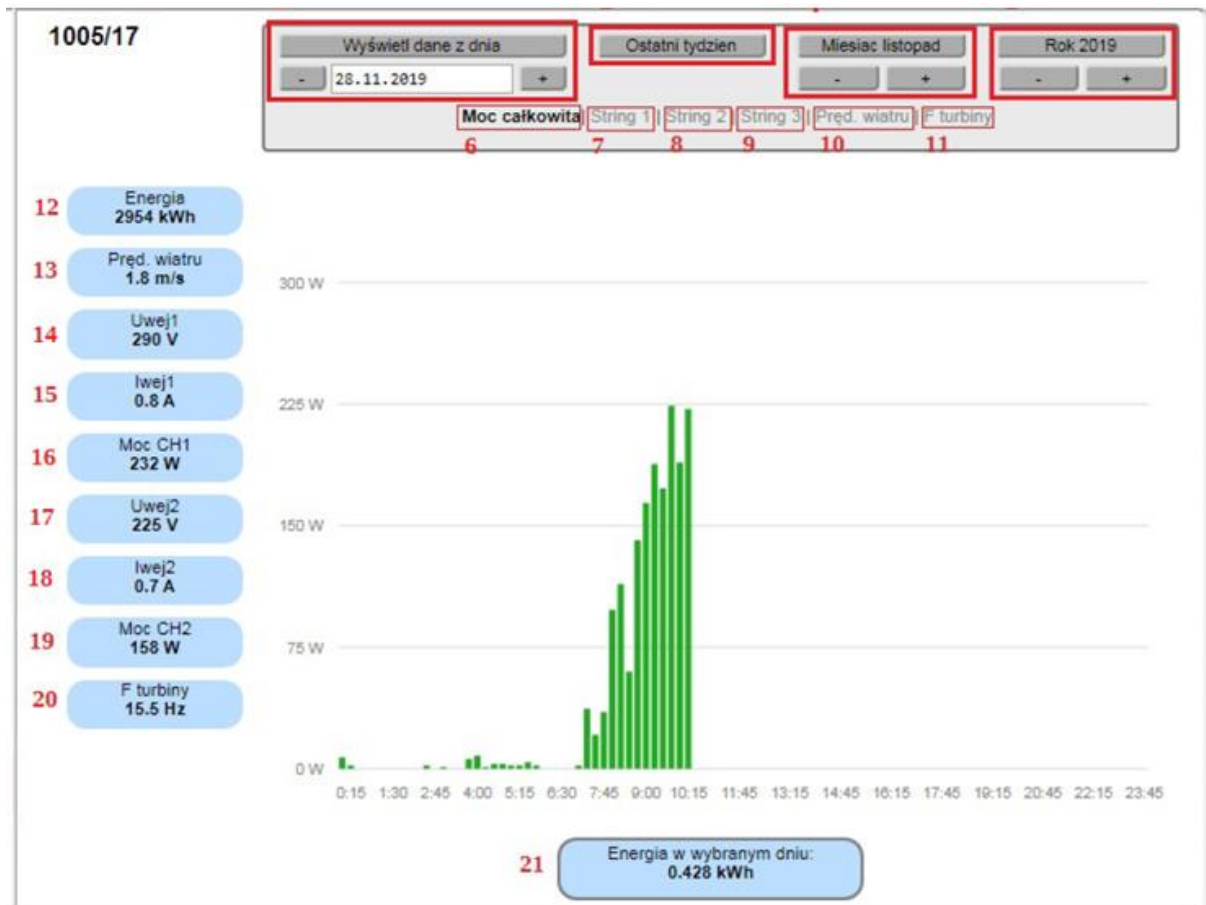 1005/17
Wyświetl dane z dnia
- 28.11.2019 +
Ostatni tydzien
Miesiac listopad
- +
Rok 2019
- +
Moc całkowita| String 1 | String 2 | String 3 | Pręd. wiatru | F turbiny
6 7 8 9 10 11
12 Energia
2954 kWh
13 Pręd. wiatru
1.8 m/s
14 Uwej1
290 V
15 Iwej1
0.8 A
16 Moc CH1
232 W
17 Uwej2
225 V
18 Iwej2
0.7 A
19 Moc CH2
158 W
20 F turbiny
15.5 Hz
300 W
225 W
150 W
75 W
0 W
0:15 1:30 2:45 4:00 5:15 6:30 7:45 9:00 10:15 11:45 13:15 14:45 16:15 17:45 19:15 20:45 22:15 23:45
21 Energia w wybranym dniu:
0.428 kWh